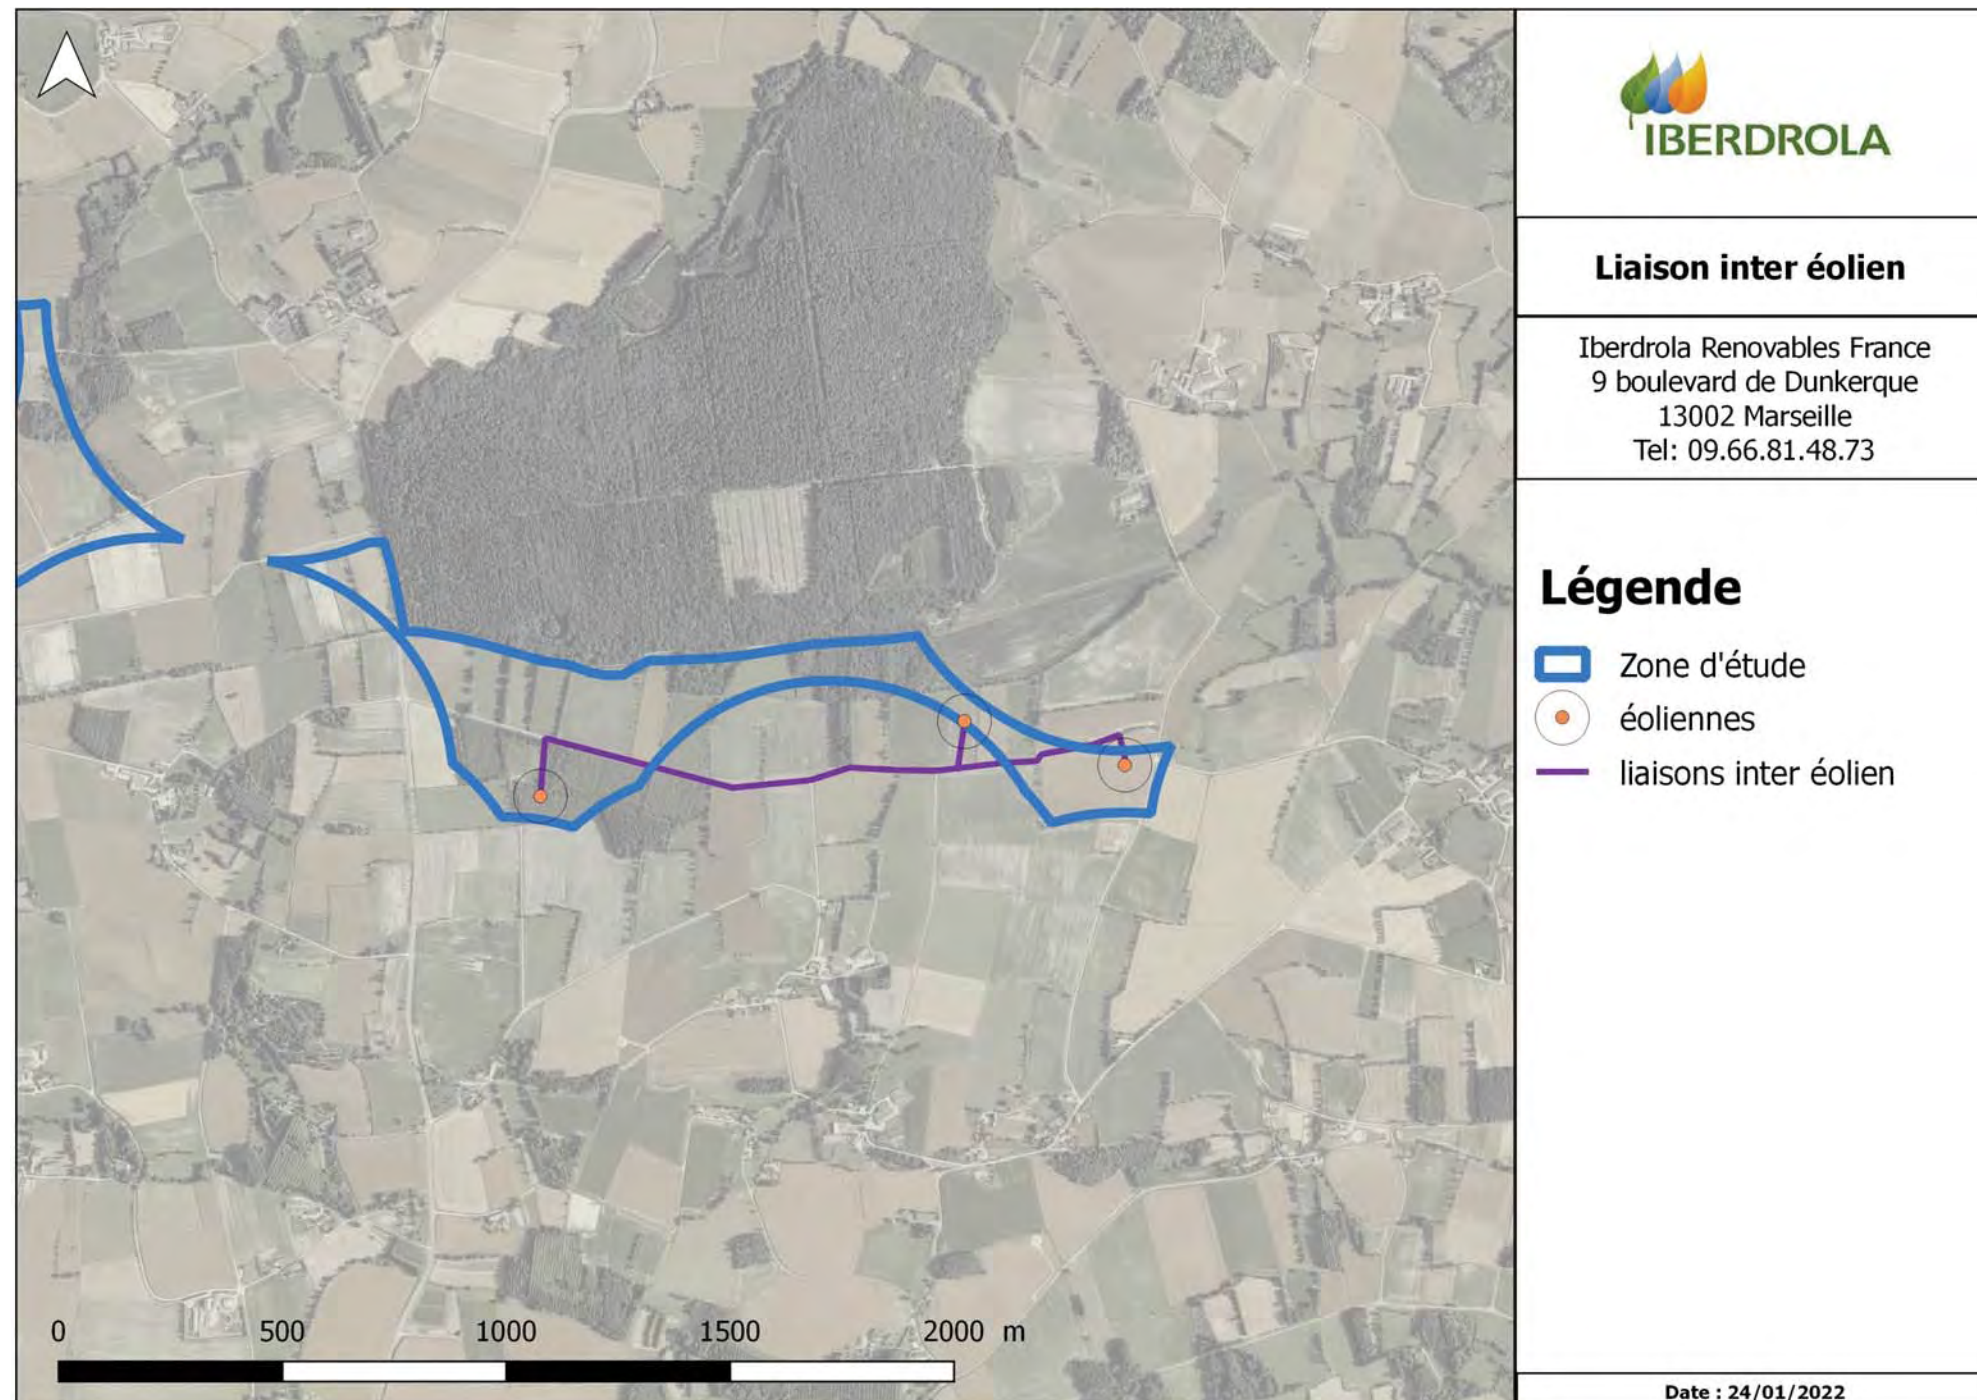 IBERDROLA
Liaison inter éolien
Iberdrola Renovables France
9 boulevard de Dunkerque
13002 Marseille
Tel: 09.66.81.48.73
Légende
Zone d'étude
éoliennes
liaisons inter éolien
0 500 1000 1500 2000 m
Date : 24/01/2022